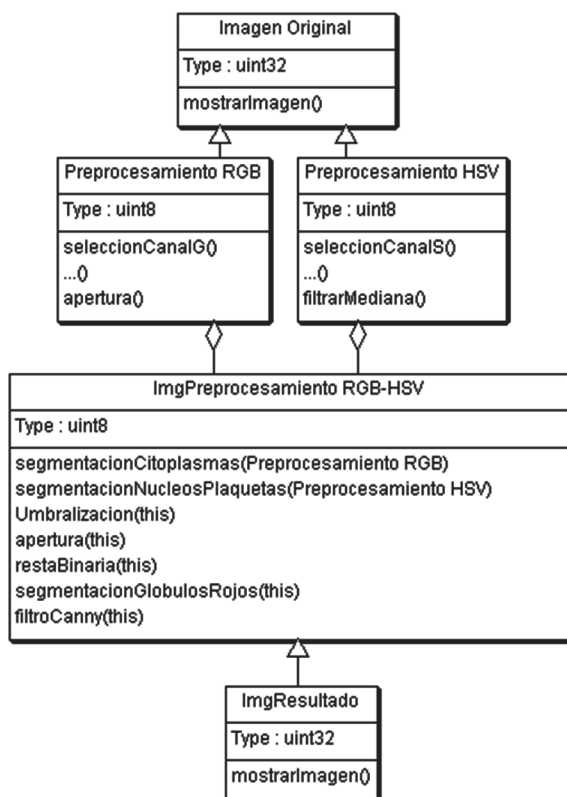 Imagen Original
Type : uint32
mostrarImagen()
Preprocesamiento RGB
Type : uint8
seleccionCanalG()
...()
apertura()
Preprocesamiento HSV
Type : uint8
seleccionCanalS()
...()
filtrarMediana()
ImgPreprocesamiento RGB-HSV
Type : uint8
segmentacionCitoplasmas(Preprocesamiento RGB)
segmentacionNucleosPlaquetas(Preprocesamiento HSV)
Umbralizacion(this)
apertura(this)
restaBinaria(this)
segmentacionGlobulosRojos(this)
filtroCanny(this)
ImgResultado
Type : uint32
mostrarImagen()